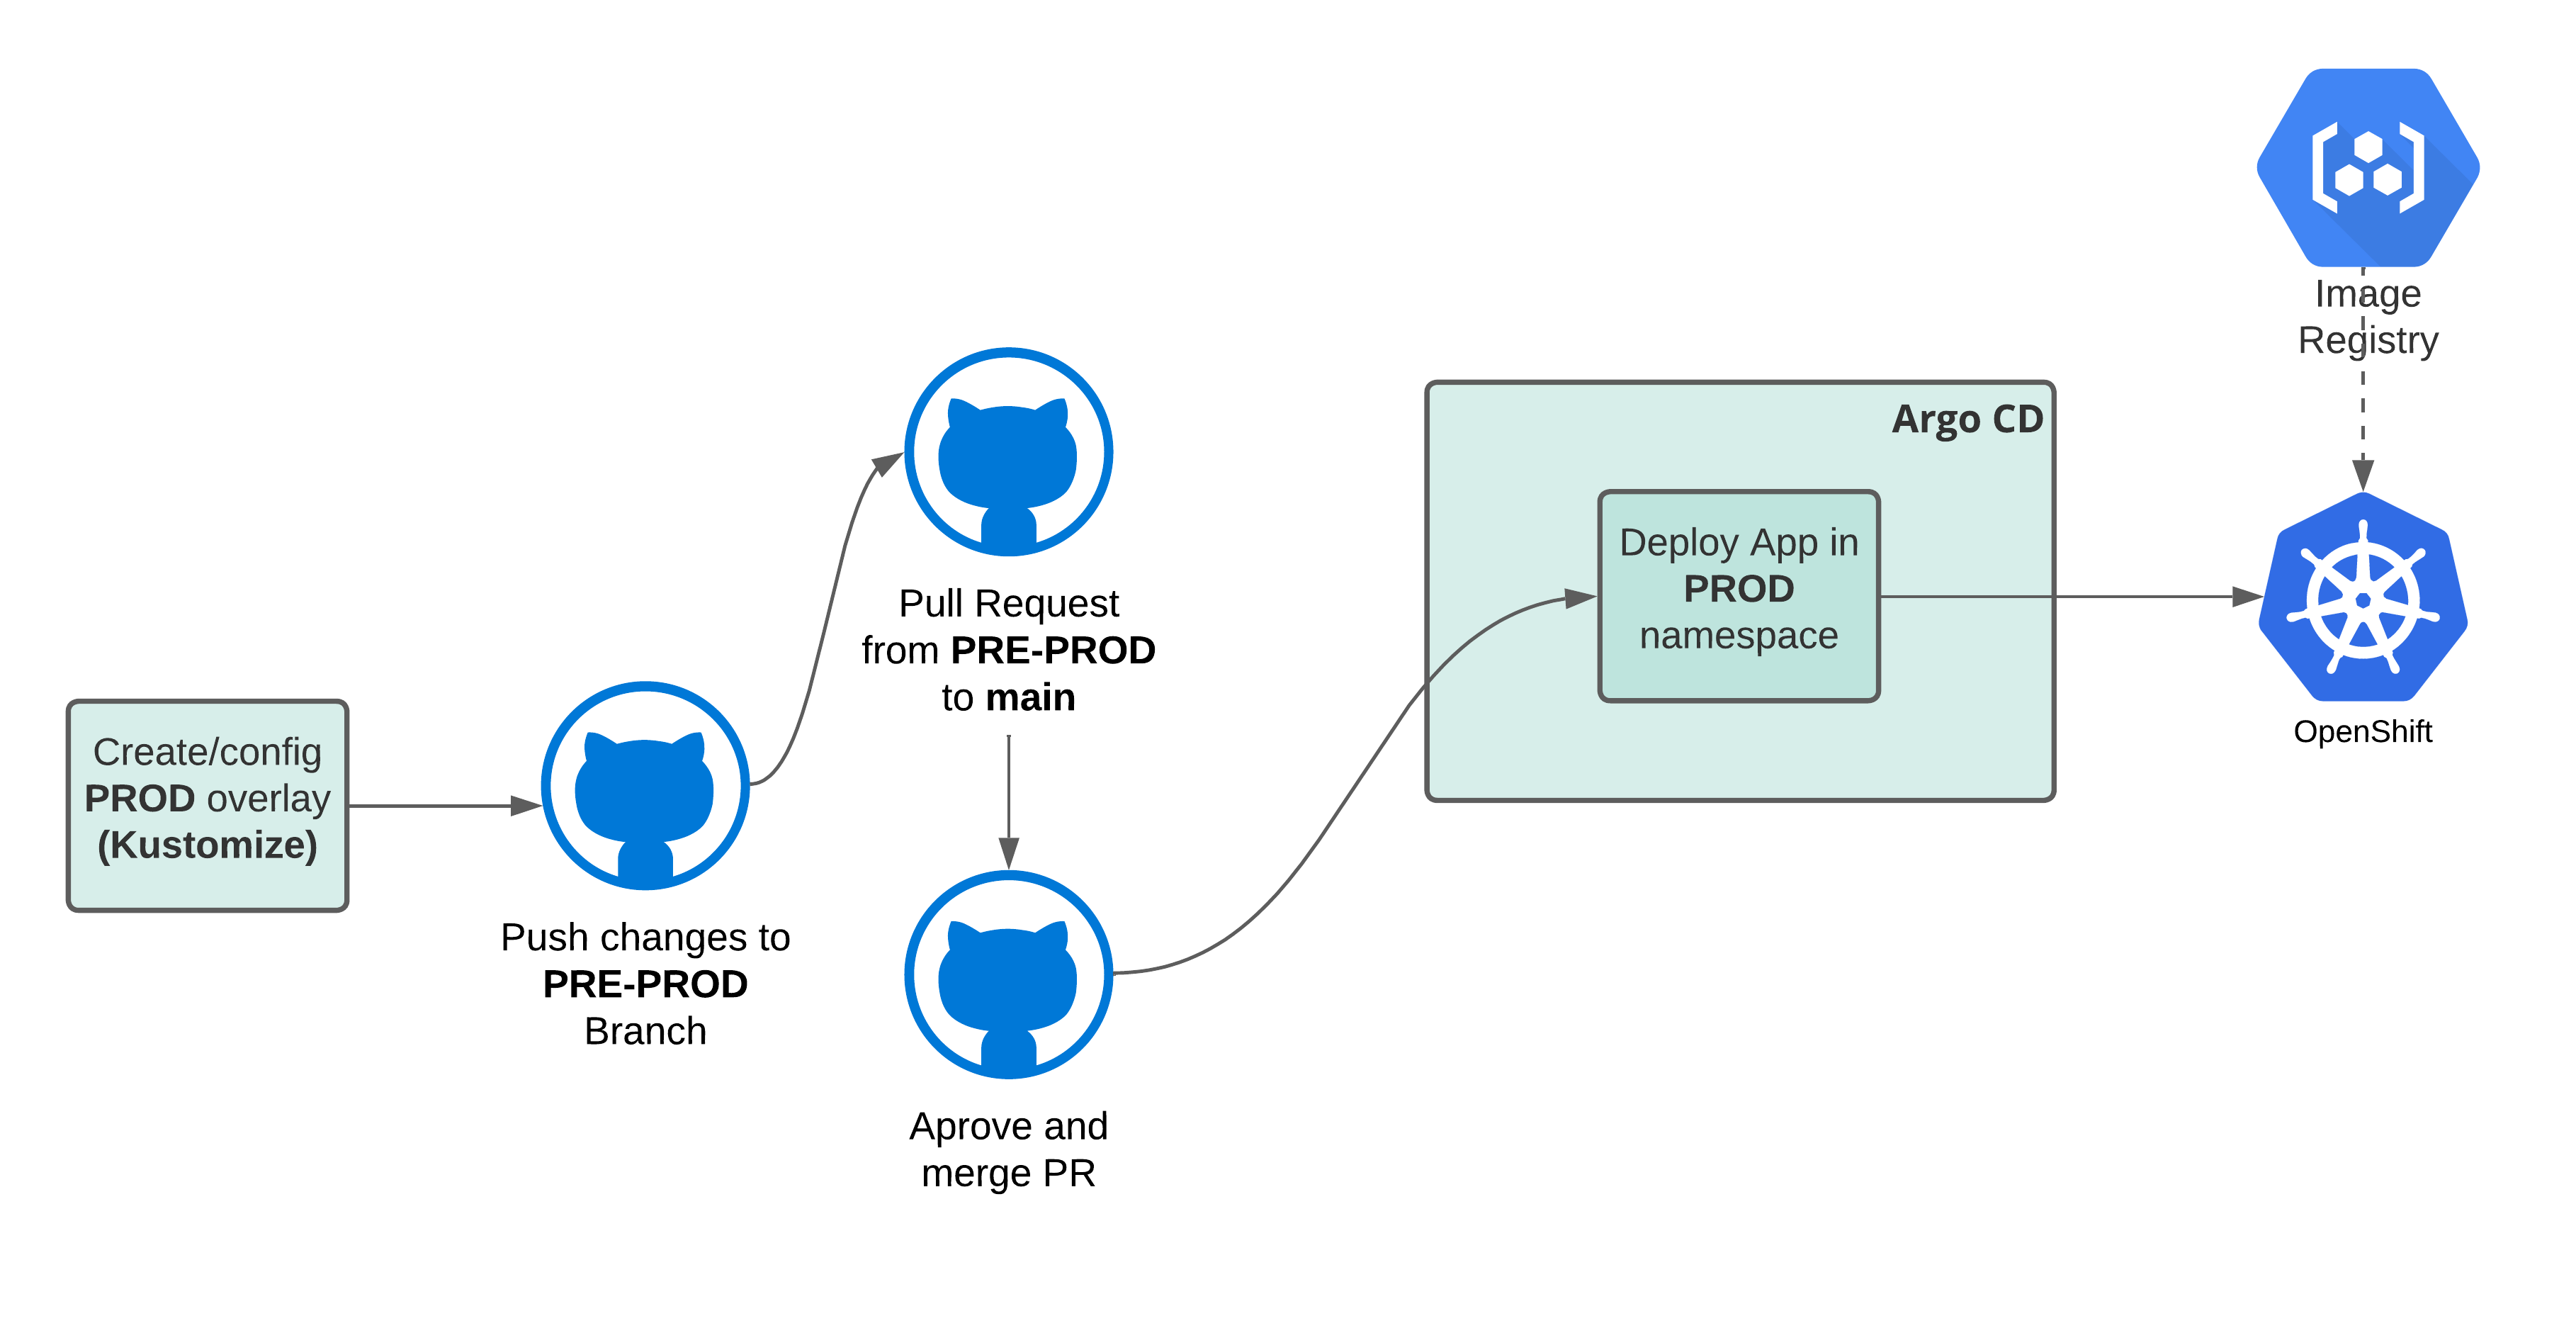 Create/config
PROD overlay
(Kustomize)
Push changes to
PRE-PROD
Branch
Pull Request
from PRE-PROD
to main
Aprove and
merge PR
Argo CD
Deploy App in
PROD
namespace
Image
Registry
OpenShift